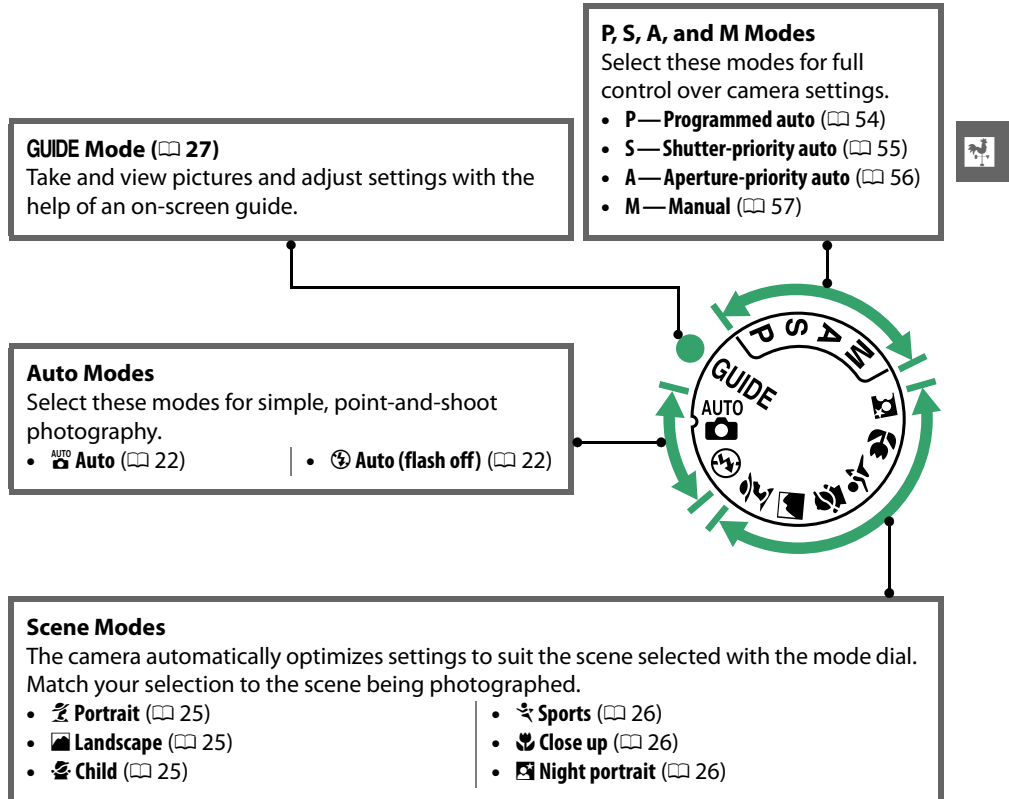 P, S, A, and M Modes
Select these modes for full
control over camera settings.
• P—Programmed auto (54)
• S—Shutter-priority auto (55)
• A—Aperture-priority auto (56)
• M—Manual (57)
GUIDE Mode (27)
Take and view pictures and adjust settings with the
help of an on-screen guide.
Auto Modes
Select these modes for simple, point-and-shoot
photography.
• AUTO Auto (22)
• Auto (flash off) (22)
P S A M
GUIDE
AUTO
Scene Modes
The camera automatically optimizes settings to suit the scene selected with the mode dial.
Match your selection to the scene being photographed.
• Portrait (25)
• Landscape (25)
• Child (25)
• Sports (26)
• Close up (26)
• Night portrait (26)